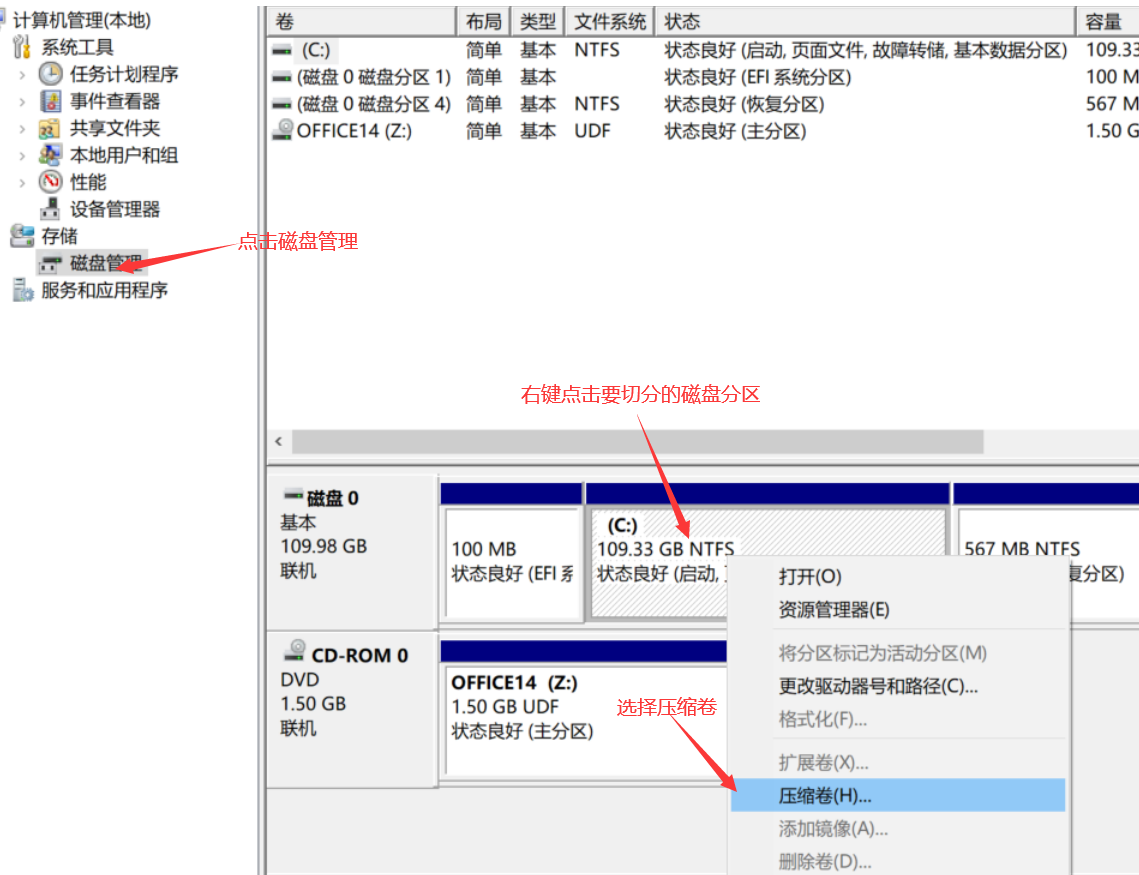 计算机管理(本地)
系统工具
任务计划程序
事件查看器
共享文件夹
本地用户和组
性能
设备管理器
存储
磁盘管理
服务和应用程序
点击磁盘管理
卷 布局 类型 文件系统 状态 容量
(C:) 简单 基本 NTFS 状态良好 (启动, 页面文件, 故障转储, 基本数据分区) 109.33
(磁盘 0 磁盘分区 1) 简单 基本 状态良好 (EFI 系统分区) 100 M
(磁盘 0 磁盘分区 4) 简单 基本 NTFS 状态良好 (恢复分区) 567 M
OFFICE14 (Z:) 简单 基本 UDF 状态良好 (主分区) 1.50 G
右键点击要切分的磁盘分区
磁盘 0
基本
109.98 GB
联机
100 MB
状态良好 (EFI 系
(C:)
109.33 GB NTFS
状态良好 (启动,
567 MB NTFS
复分区)
CD-ROM 0
DVD
1.50 GB
联机
OFFICE14 (Z:)
1.50 GB UDF
状态良好 (主分区)
选择压缩卷
打开(O)
资源管理器(E)
将分区标记为活动分区(M)
更改驱动器号和路径(C)...
格式化(F)...
扩展卷(X)...
压缩卷(H)...
添加镜像(A)...
删除卷(D)...